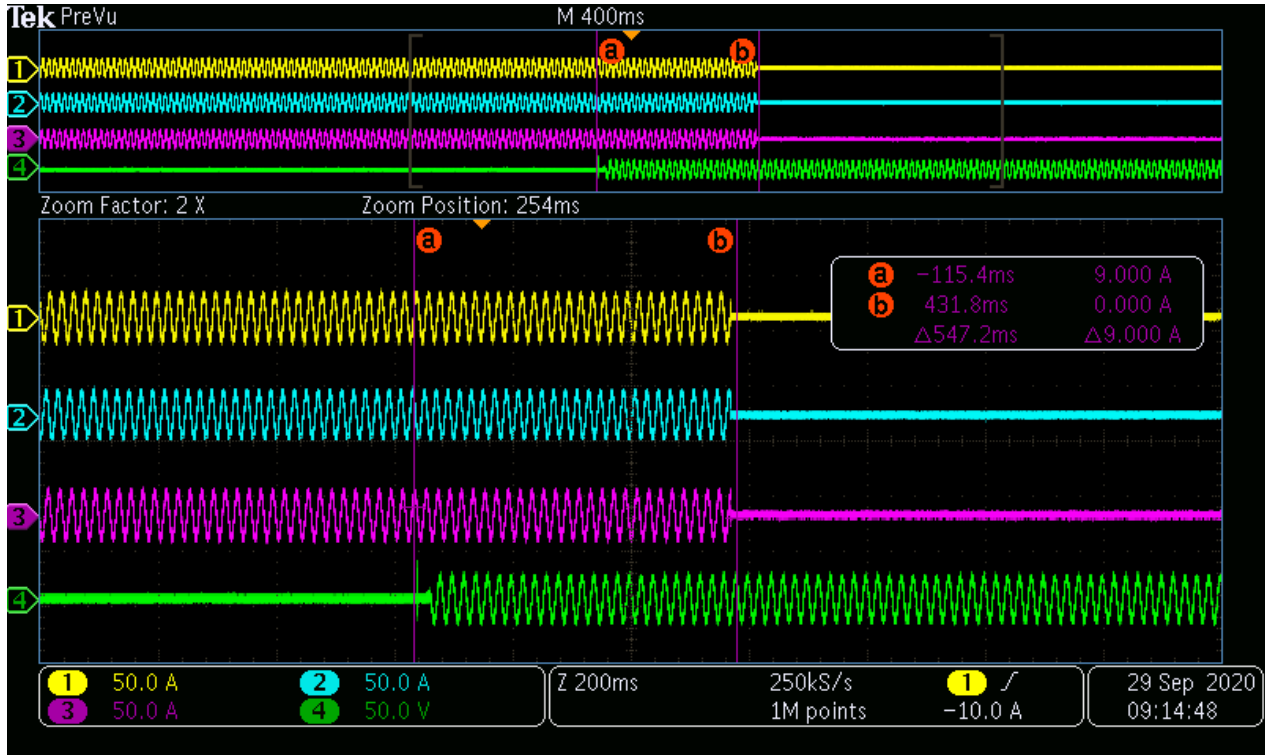 Tek PreVu M 400ms
a b
1
2
3
4
Zoom Factor: 2 X Zoom Position: 254ms
a b
a -115.4ms 9.000 A
b 431.8ms 0.000 A
Δ547.2ms Δ9.000 A
1
2
3
4
1 50.0 A 2 50.0 A Z 200ms 250kS/s 1 29 Sep 2020
3 50.0 A 4 50.0 V 1M points -10.0 A 09:14:48